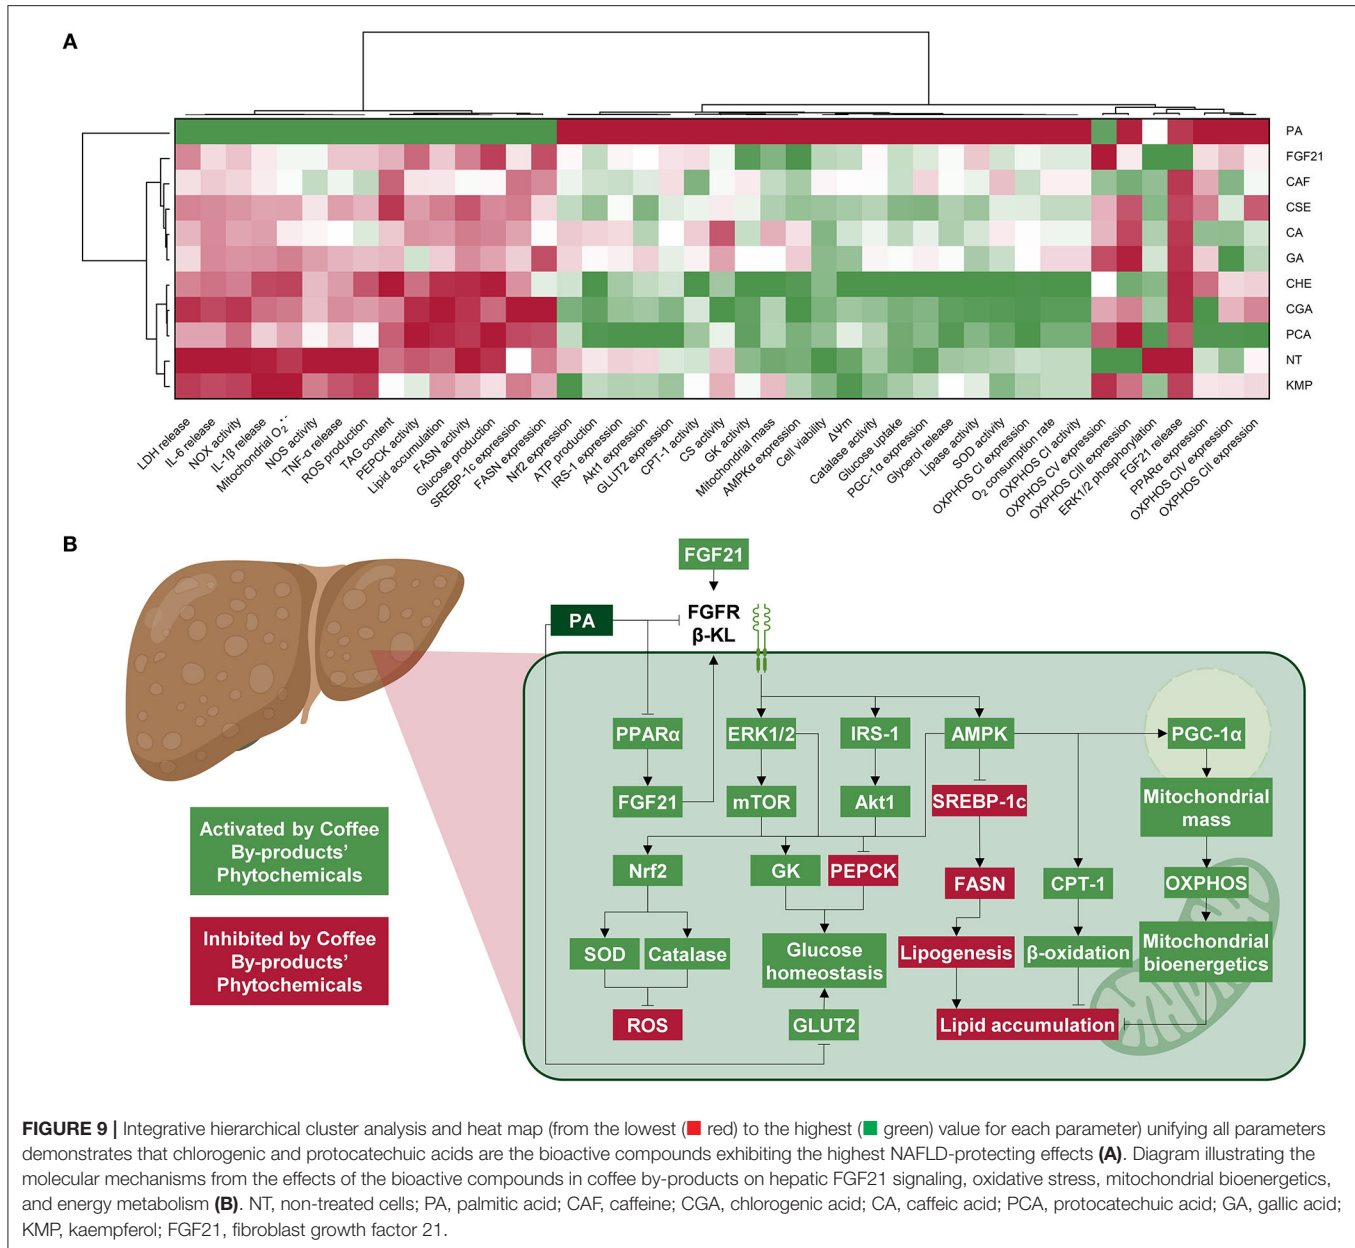 A
PA
FGF21
CAF
CSE
CA
GA
CHE
CGA
PCA
NT
KMP
LDH release
IL-6 release
NOX activity
IL-1β release
Mitochondrial O₂•-
NOS activity
TNF-α release
ROS production
TAG content
PEPCK activity
Lipid accumulation
FASN activity
Glucose production
SREBP-1c expression
FASN expression
Nrf2 expression
ATP production
IRS-1 expression
Akt1 expression
GLUT2 expression
CPT-1 activity
CS activity
GK activity
Mitochondrial mass
AMPKα expression
Cell viability
ΔΨm
Catalase activity
Glucose uptake
PGC-1α expression
Glycerol release
Lipase activity
SOD activity
OXPHOS CI expression
O₂ consumption rate
OXPHOS CI activity
OXPHOS CV expression
OXPHOS CIII expression
ERK1/2 phosphorylation
FGF21 release
PPARα expression
OXPHOS CIV expression
OXPHOS CII expression
B
FGF21
PA
FGFR
β-KL
PPARα
ERK1/2
IRS-1
AMPK
PGC-1α
FGF21
mTOR
Akt1
SREBP-1c
Mitochondrial
mass
Activated by Coffee
By-products'
Phytochemicals
Nrf2
GK
PEPCK
FASN
CPT-1
OXPHOS
Inhibited by Coffee
By-products'
Phytochemicals
SOD
Catalase
Glucose
homeostasis
Lipogenesis
β-oxidation
Mitochondrial
bioenergetics
ROS
GLUT2
Lipid accumulation
FIGURE 9 | Integrative hierarchical cluster analysis and heat map (from the lowest (■ red) to the highest (■ green) value for each parameter) unifying all parameters
demonstrates that chlorogenic and protocatechuic acids are the bioactive compounds exhibiting the highest NAFLD-protecting effects (A). Diagram illustrating the
molecular mechanisms from the effects of the bioactive compounds in coffee by-products on hepatic FGF21 signaling, oxidative stress, mitochondrial bioenergetics,
and energy metabolism (B). NT, non-treated cells; PA, palmitic acid; CAF, caffeine; CGA, chlorogenic acid; CA, caffeic acid; PCA, protocatechuic acid; GA, gallic acid;
KMP, kaempferol; FGF21, fibroblast growth factor 21.